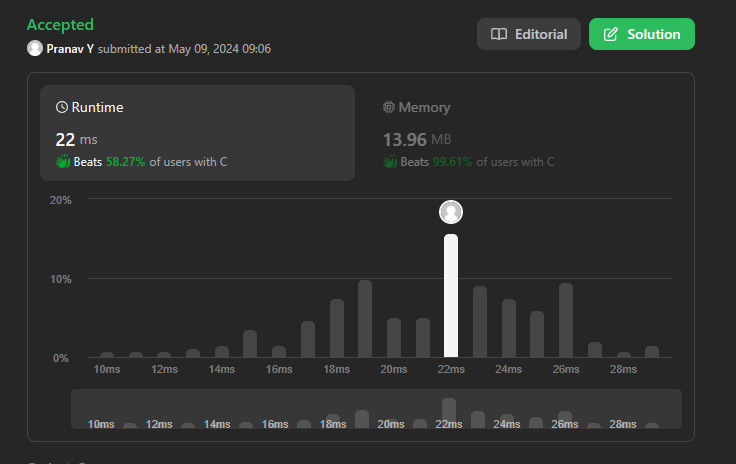 Accepted
Pranav Y submitted at May 09, 2024 09:06
Editorial
Solution
Runtime
22 ms
Beats 58.27% of users with C
Memory
13.96 MB
Beats 99.61% of users with C
20%
10%
0%
10ms 12ms 14ms 16ms 18ms 20ms 22ms 24ms 26ms 28ms
10ms 12ms 14ms 16ms 18ms 20ms 22ms 24ms 26ms 28ms